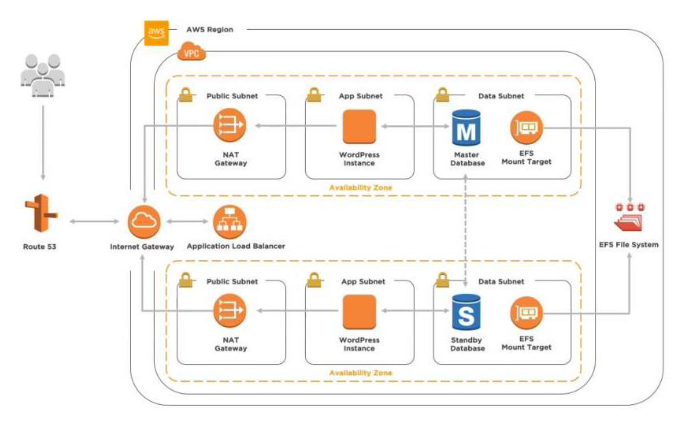 aws
AWS Region
VPC
Public Subnet
App Subnet
Data Subnet
NAT
Gateway
WordPress
Instance
M
Master
Database
EFS
Mount Target
Availability Zone
Route 53
Internet Gateway
Application Load Balancer
EFS File System
Public Subnet
App Subnet
Data Subnet
NAT
Gateway
WordPress
Instance
S
Standby
Database
EFS
Mount Target
Availability Zone